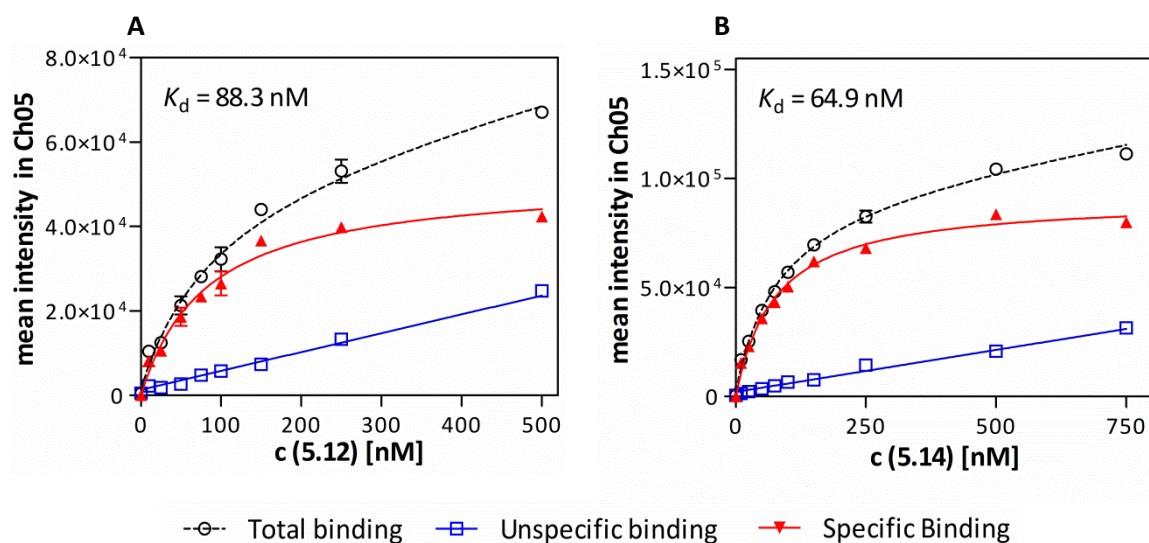 A
mean intensity in Ch05
8.0×10⁴
6.0×10⁴
4.0×10⁴
2.0×10⁴
0
K_d = 88.3 nM
0 100 200 300 400 500
c (5.12) [nM]
B
mean intensity in Ch05
1.5×10⁵
1.0×10⁵
5.0×10⁴
0
K_d = 64.9 nM
0 250 500 750
c (5.14) [nM]
Total binding Unspecific binding Specific Binding